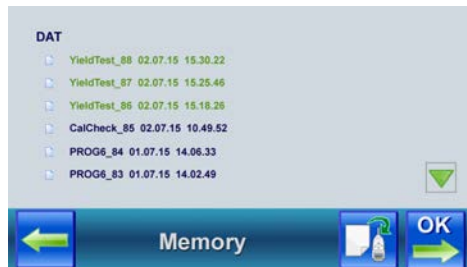 DAT
YieldTest_88 02.07.15 15.30.22
YieldTest_87 02.07.15 15.25.46
YieldTest_86 02.07.15 15.18.26
CalCheck_85 02.07.15 10.49.52
PROG6_84 01.07.15 14.06.33
PROG6_83 01.07.15 14.02.49
Memory
OK